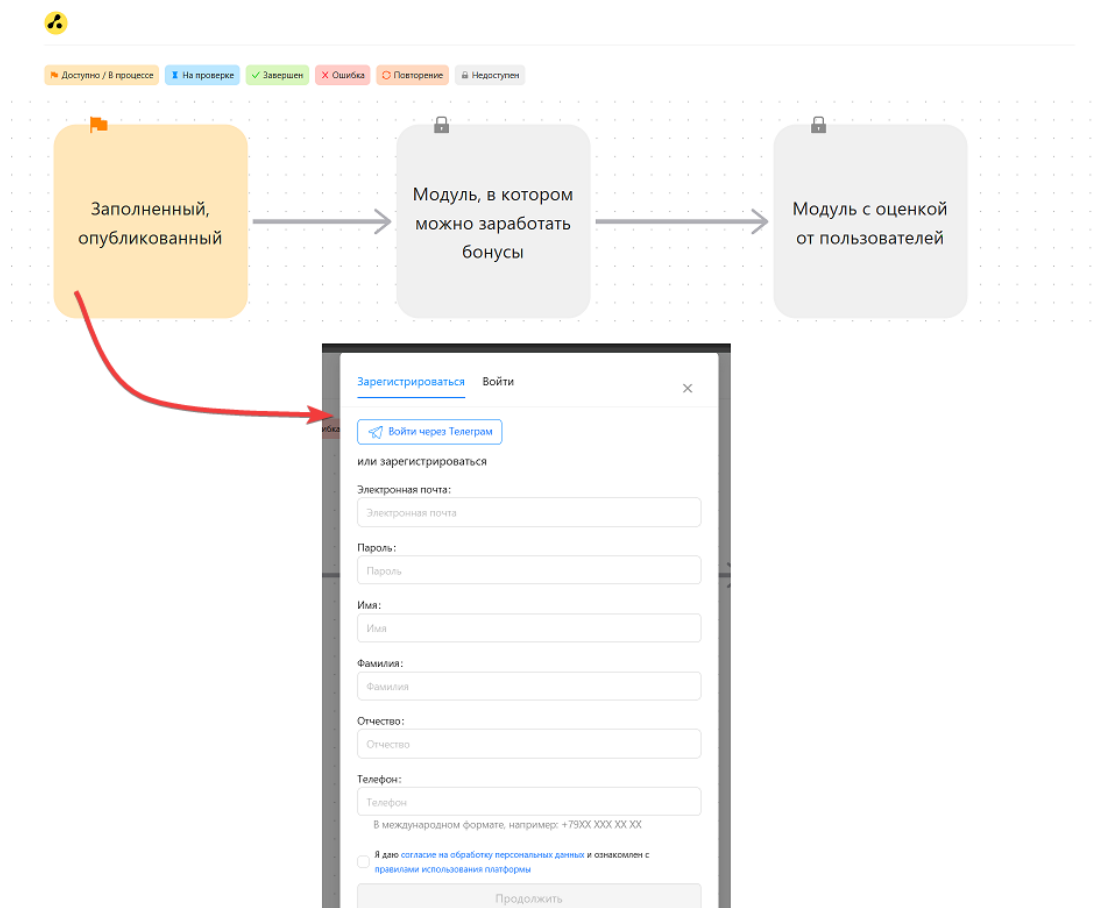 Доступно / В процессе На проверке Завершен Ошибка Повторение Недоступен
Заполненный,
опубликованный
Модуль, в котором
можно заработать
бонусы
Модуль с оценкой
от пользователей
Зарегистрироваться Войти
Войти через Телеграм
или зарегистрироваться
Электронная почта:
Электронная почта
Пароль:
Пароль
Имя:
Имя
Фамилия:
Фамилия
Отчество:
Отчество
Телефон:
Телефон
В международном формате, например: +79XX XXX XX XX
Я даю согласие на обработку персональных данных и ознакомлен с
правилами использования платформы
Продолжить